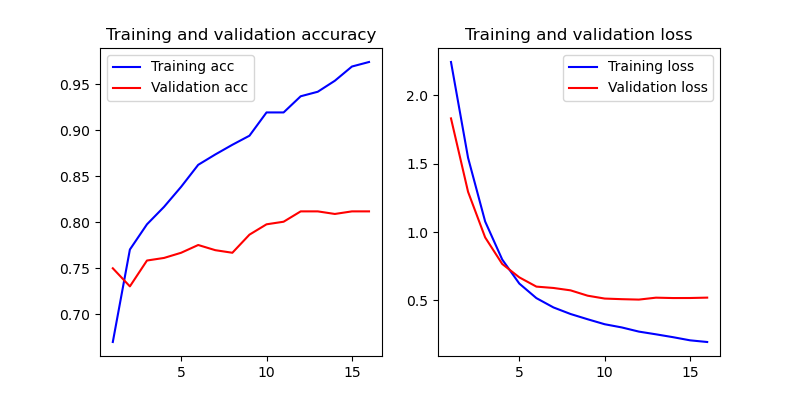 Training and validation accuracy
Training acc
Validation acc
0.95
0.90
0.85
0.80
0.75
0.70
5 10 15
Training and validation loss
Training loss
Validation loss
2.0
1.5
1.0
0.5
5 10 15